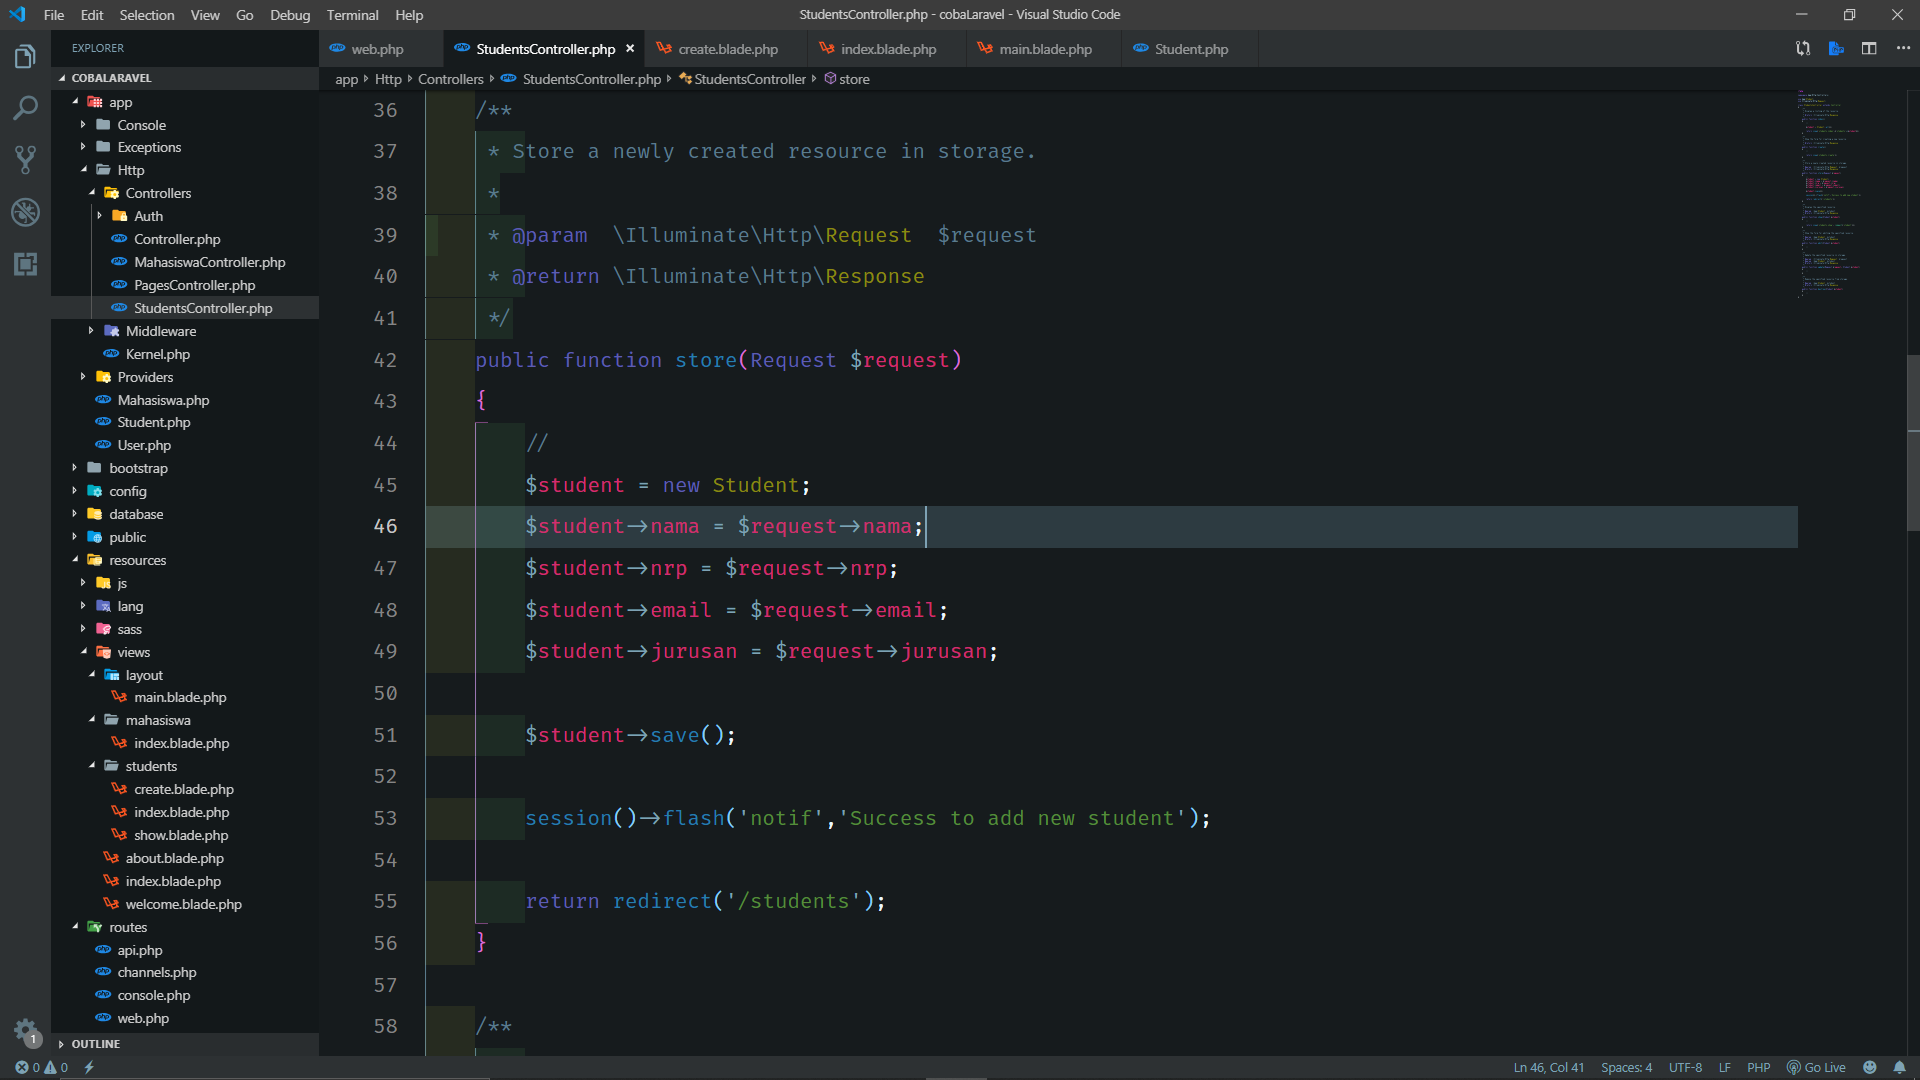 File Edit Selection View Go Debug Terminal Help
StudentsController.php - cobaLaravel - Visual Studio Code
EXPLORER
COBALARAVEL
app
Console
Exceptions
Http
Controllers
Auth
Controller.php
MahasiswaController.php
PagesController.php
StudentsController.php
Middleware
Kernel.php
Providers
Mahasiswa.php
Student.php
User.php
bootstrap
config
database
public
resources
js
lang
sass
views
layout
main.blade.php
mahasiswa
index.blade.php
students
create.blade.php
index.blade.php
show.blade.php
about.blade.php
index.blade.php
welcome.blade.php
routes
api.php
channels.php
console.php
web.php
OUTLINE
web.php StudentsController.php × create.blade.php index.blade.php main.blade.php Student.php
app Http Controllers StudentsController.php StudentsController store
36 /**
37 * Store a newly created resource in storage.
38 *
39 * @param  \Illuminate\Http\Request  $request
40 * @return \Illuminate\Http\Response
41 */
42 public function store(Request $request)
43 {
44 //
45 $student = new Student;
46 $student->nama = $request->nama;
47 $student->nrp = $request->nrp;
48 $student->email = $request->email;
49 $student->jurusan = $request->jurusan;
50
51 $student->save();
52
53 session()->flash('notif','Success to add new student');
54
55 return redirect('/students');
56 }
57
58 /**
1
0 0 Ln 46, Col 41 Spaces: 4 UTF-8 LF PHP Go Live